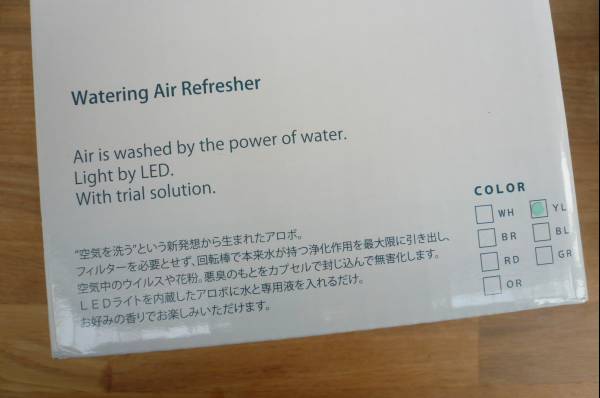 Watering Air Refresher
Air is washed by the power of water.
Light by LED.
With trial solution.
"空気を洗う"という新発想から生まれたアロボ。
フィルターを必要とせず、回転棒で本来水が持つ浄化作用を最大限に引き出し、
空気中のウイルスや花粉。悪臭のもとをカプセルで封じ込んで無害化します。
ＬＥＤライトを内蔵したアロボに水と専用液を入れるだけ。
お好みの香りでお楽しみいただけます。
COLOR
WH YL
BR BL
RD GR
OR